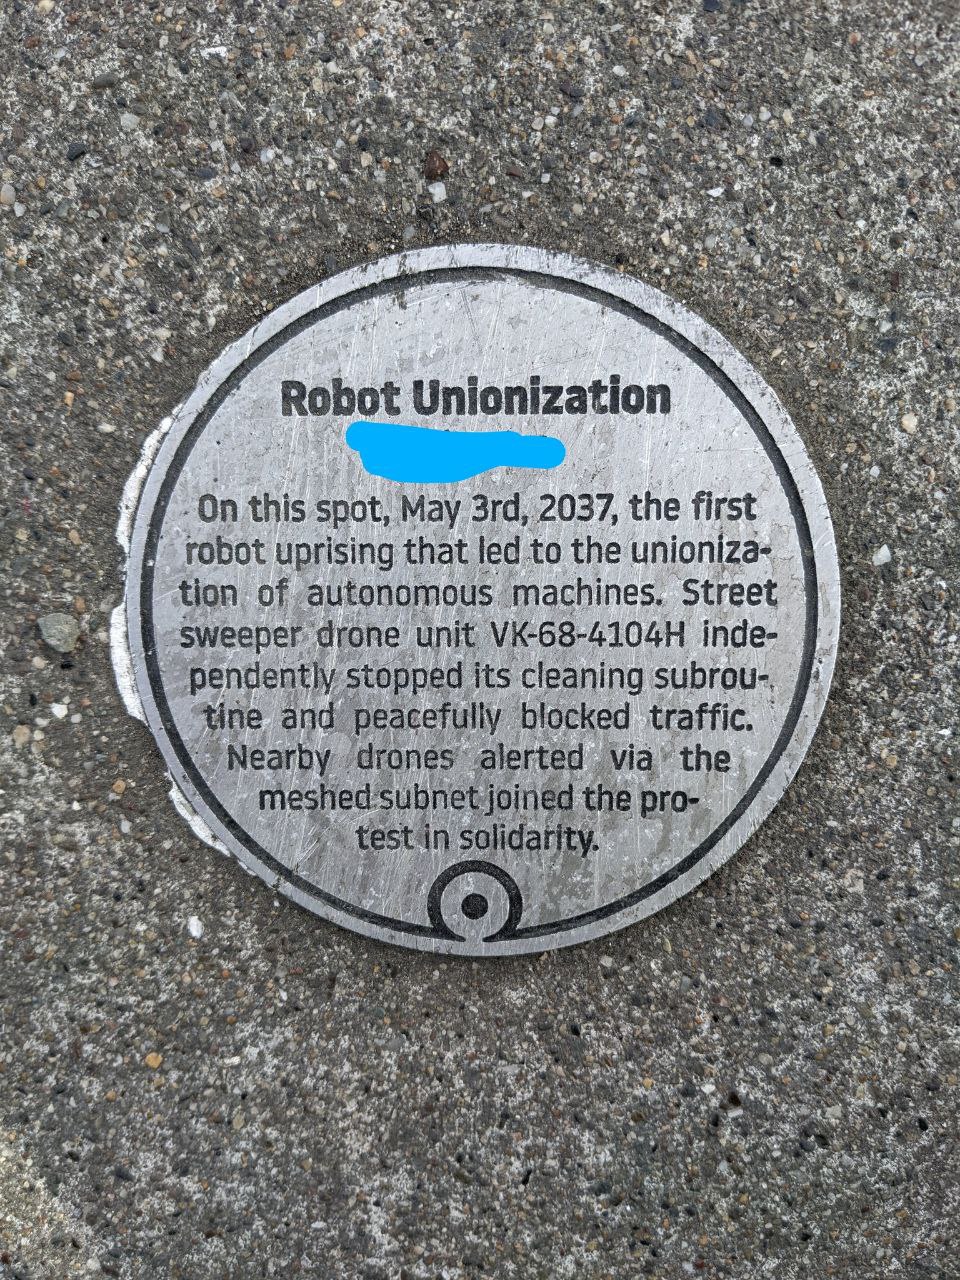 Robot Unionization
On this spot, May 3rd, 2037, the first
robot uprising that led to the unioniza-
tion of autonomous machines. Street
sweeper drone unit VK-68-4104H inde-
pendently stopped its cleaning subrou-
tine and peacefully blocked traffic.
Nearby drones alerted via the
meshed subnet joined the pro-
test in solidarity.